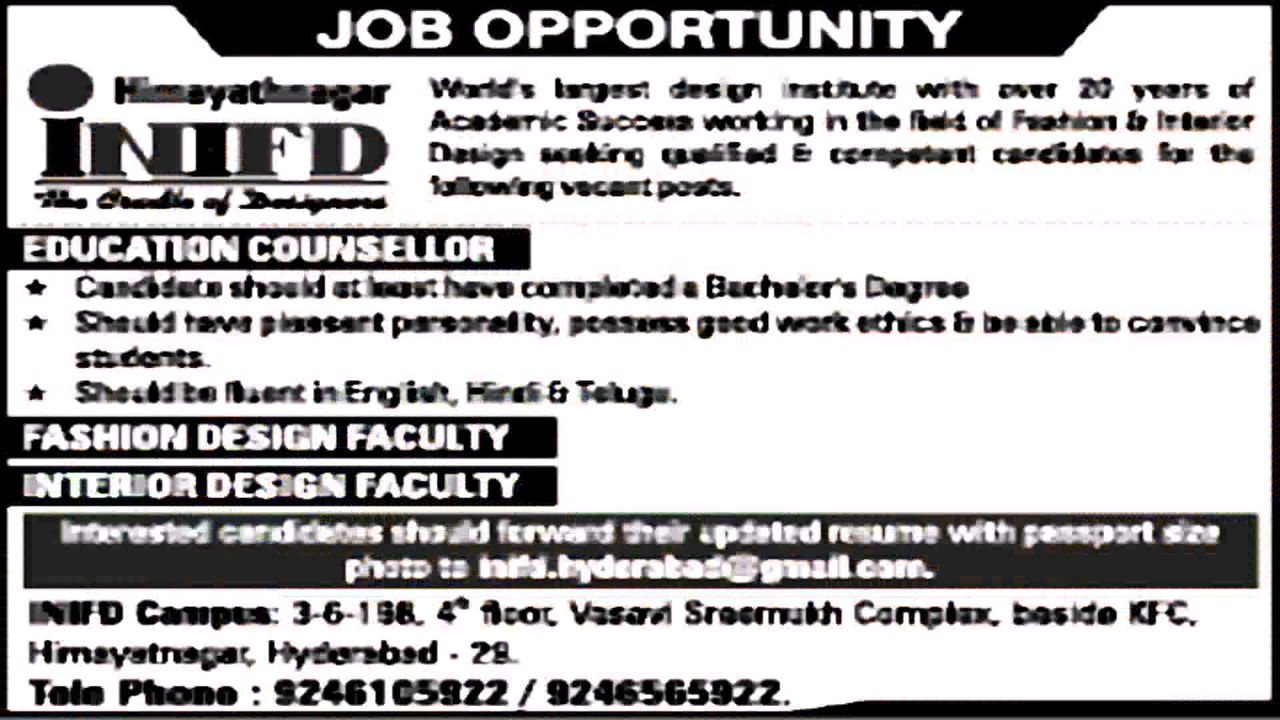 JOB OPPORTUNITY
Himayathnagar
INIFD
The Cradle of Designers
World's largest design institute with over 20 years of
Academic Success working in the field of Fashion & Interior
Design seeking qualified & competent candidates for the
following vacant posts.
EDUCATION COUNSELLOR
★ Candidate should at least have completed a Bachelor's Degree
★ Should have pleasant personality, possess good work ethics & be able to convince
students.
★ Should be fluent in English, Hindi & Telugu.
FASHION DESIGN FACULTY
INTERIOR DESIGN FACULTY
Interested candidates should forward their updated resume with passport size
photo to inifd.hyderabad@gmail.com.
INIFD Campus: 3-6-198, 4th floor, Vasavi Sreemukh Complex, beside KFC,
Himayatnagar, Hyderabad - 29.
Tele Phone : 9246105922 / 9246565922.